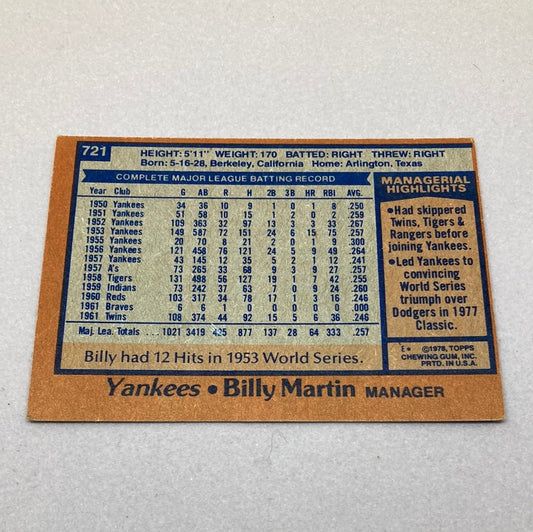 721
HEIGHT: 5'11" WEIGHT: 170 BATTED: RIGHT THREW: RIGHT
Born: 5-16-28, Berkeley, California Home: Arlington, Texas
COMPLETE MAJOR LEAGUE BATTING RECORD
Year Club G AB R H 2B 3B HR RBI AVG.
1950 Yankees 34 36 10 9 1 0 1 8 .250
1951 Yankees 51 58 10 15 1 2 0 2 .259
1952 Yankees 109 363 32 97 13 3 3 33 .267
1953 Yankees 149 587 72 151 24 6 15 75 .257
1955 Yankees 20 70 8 21 2 0 1 9 .300
1956 Yankees 121 458 76 121 24 5 9 49 .264
1957 Yankees 43 145 12 35 5 2 1 12 .241
1957 A's 73 265 33 68 9 3 9 27 .257
1958 Tigers 131 498 56 127 19 1 7 42 .255
1959 Indians 73 242 37 63 7 0 9 24 .260
1960 Reds 103 317 34 78 17 1 3 16 .246
1961 Braves 6 6 1 0 0 0 0 0 .000
1961 Twins 108 374 44 92 15 5 6 36 .246
Maj. Lea. Totals ... 1021 3419 425 877 137 28 64 333 .257
Billy had 12 Hits in 1953 World Series.
MANAGERIAL
HIGHLIGHTS
•Had skippered
Twins, Tigers &
Rangers before
joining Yankees.
•Led Yankees to
convincing
World Series
triumph over
Dodgers in 1977
Classic.
E* ©1978, TOPPS
CHEWING GUM, INC.
PRTD. IN U.S.A.
Yankees • Billy Martin MANAGER